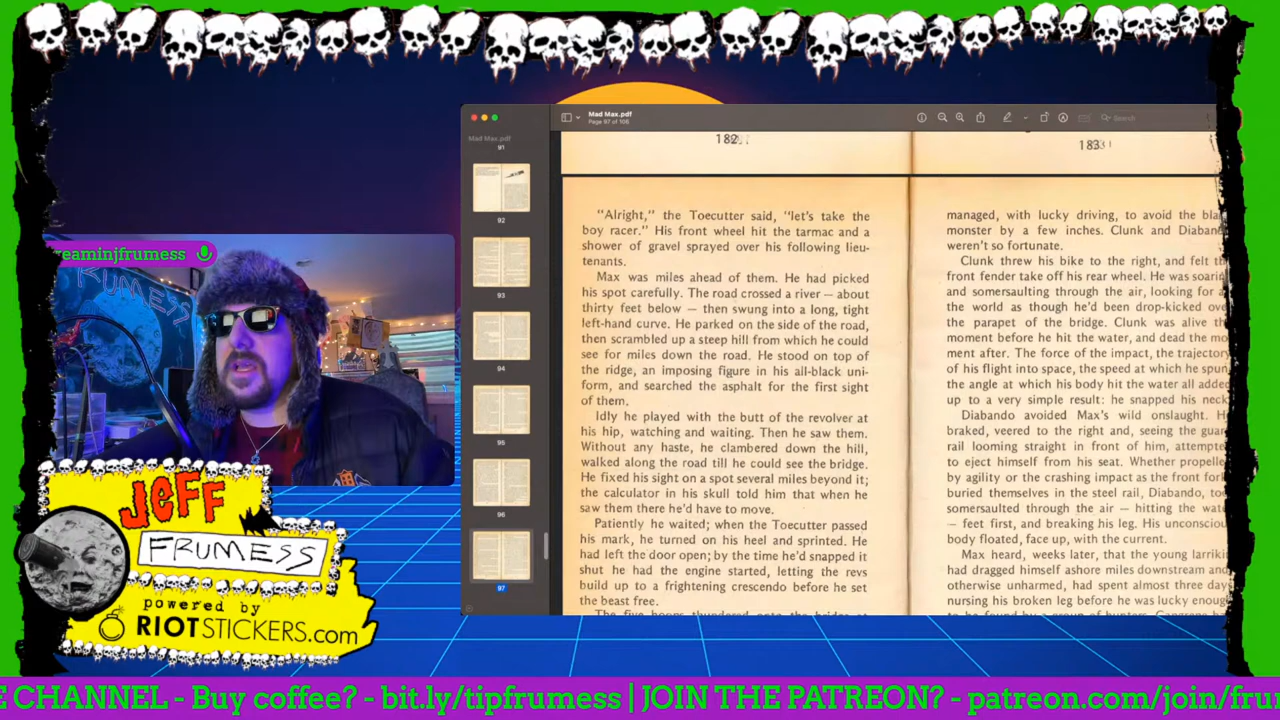 Mad Max.pdf
Page 97 of 106
Search
Mad Max.pdf
91
92
93
94
95
96
97
182
183
"Alright," the Toecutter said, "let's take the
boy racer." His front wheel hit the tarmac and a
shower of gravel sprayed over his following lieu-
tenants.
Max was miles ahead of them. He had picked
his spot carefully. The road crossed a river — about
thirty feet below — then swung into a long, tight
left-hand curve. He parked on the side of the road,
then scrambled up a steep hill from which he could
see for miles down the road. He stood on top of
the ridge, an imposing figure in his all-black uni-
form, and searched the asphalt for the first sight
of them.
Idly he played with the butt of the revolver at
his hip, watching and waiting. Then he saw them.
Without any haste, he clambered down the hill,
walked along the road till he could see the bridge.
He fixed his sight on a spot several miles beyond it;
the calculator in his skull told him that when he
saw them there he'd have to move.
Patiently he waited; when the Toecutter passed
his mark, he turned on his heel and sprinted. He
had left the door open; by the time he'd snapped it
shut he had the engine started, letting the revs
build up to a frightening crescendo before he set
the beast free.
managed, with lucky driving, to avoid the
monster by a few inches. Clunk and
weren't so fortunate.
Clunk threw his bike to the right, and felt
front fender take off his rear wheel. He was
and somersaulting through the air, looking for
the world as though he'd been drop-kicked
the parapet of the bridge. Clunk was alive
moment before he hit the water, and dead the
ment after. The force of the impact, the trajectory
of his flight into space, the speed at which he spun,
the angle at which his body hit the water all added
up to a very simple result: he snapped his neck
Diabando avoided Max's wild onslaught.
braked, veered to the right and, seeing the
rail looming straight in front of him,
to eject himself from his seat. Whether
by agility or the crashing impact as the front
buried themselves in the steel rail, Diabando,
somersaulted through the air — hitting the
— feet first, and breaking his leg. His
body floated, face up, with the current.
Max heard, weeks later, that the young
had dragged himself ashore miles downstream
otherwise unharmed, had spent almost three days
nursing his broken leg before he was lucky enough
eaminjfrumess
FRUMESS
JEFF
FRUMESS
powered by
RIOTSTICKERS.com
CHANNEL - Buy coffee? - bit.ly/tipfrumess | JOIN THE PATREON? - patreon.com/join/fru